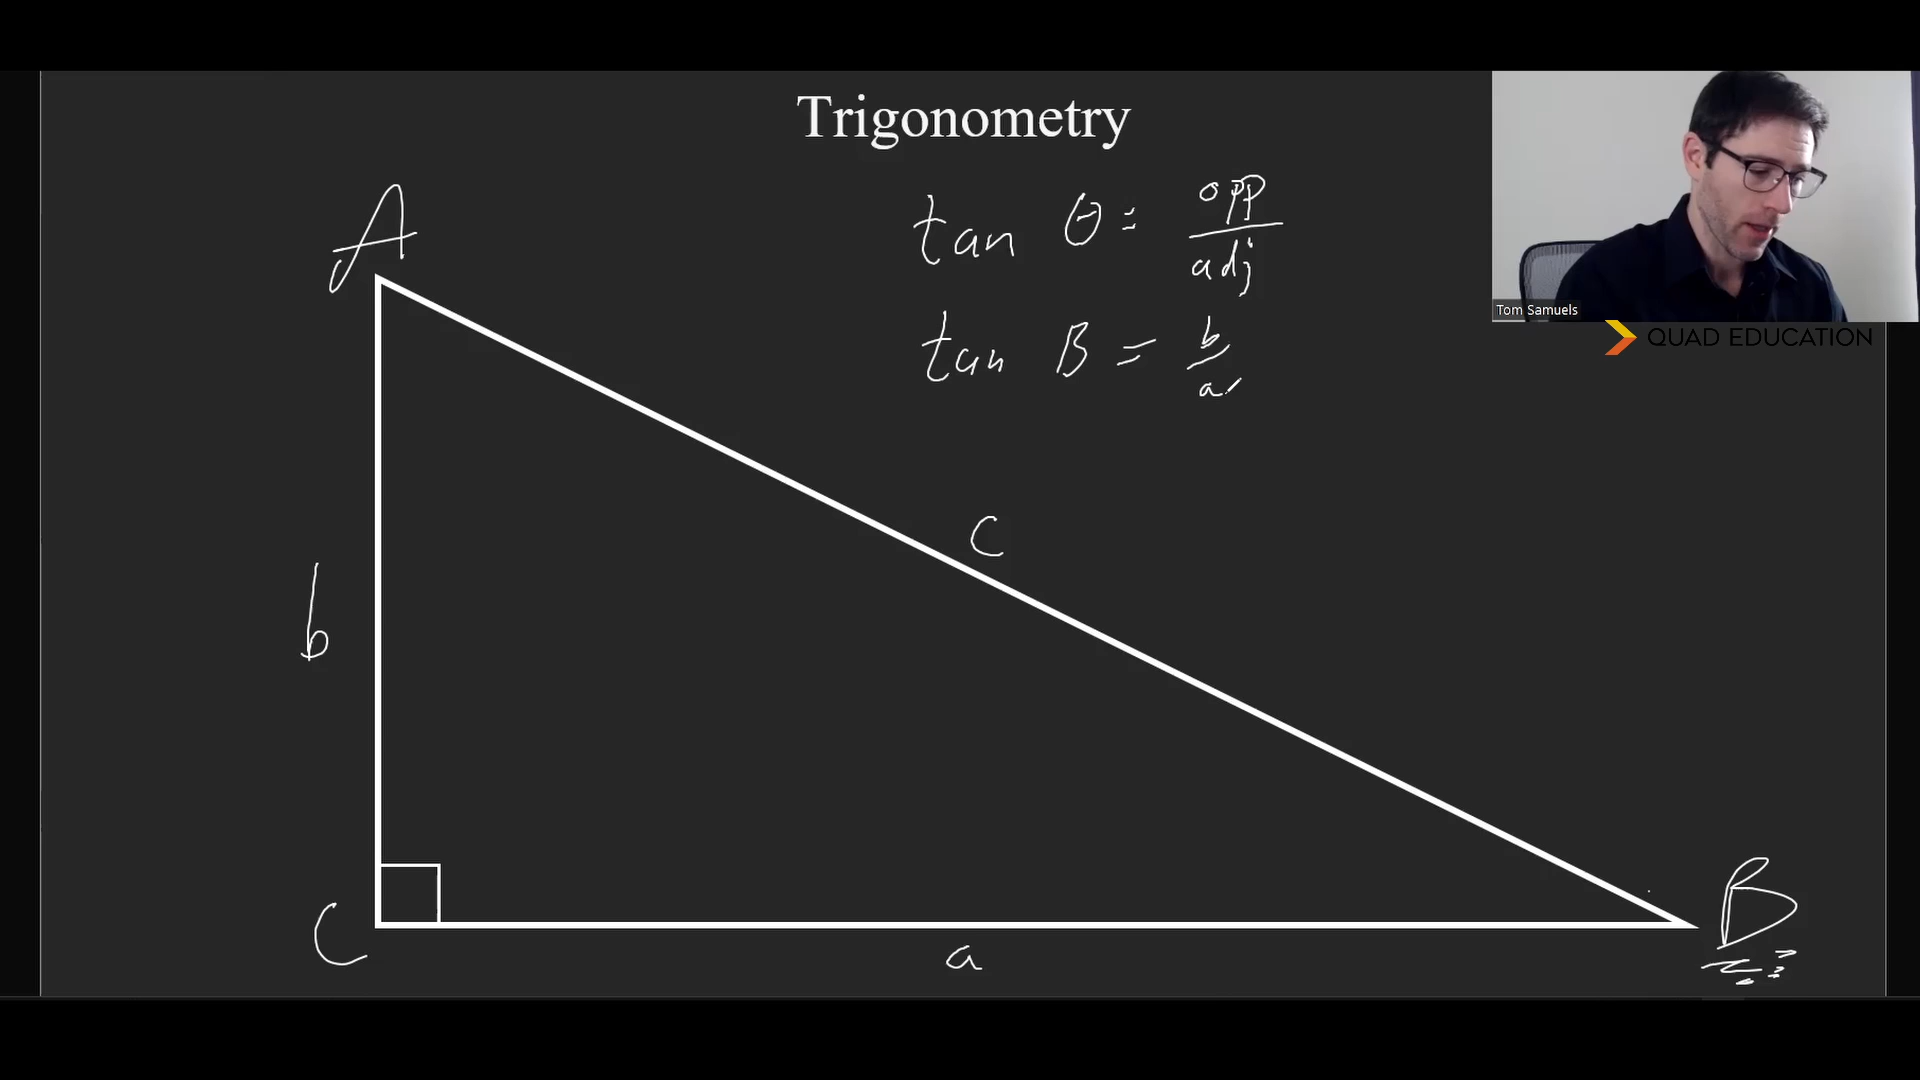 Trigonometry
A
tan θ = opp/adj
tan B = b/a
Tom Samuels
QUAD EDUCATION
c
b
B
C
a